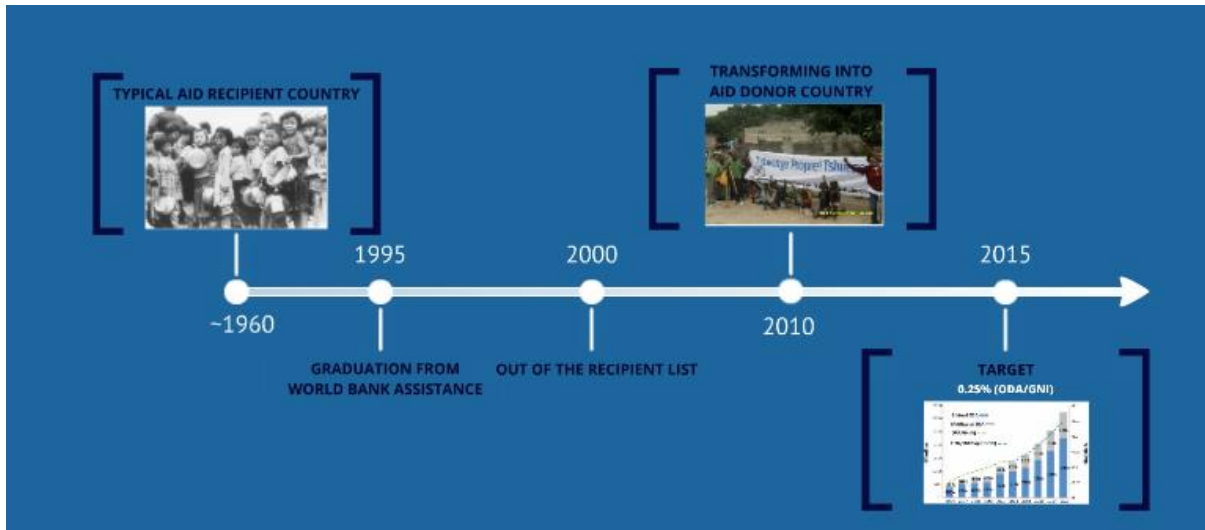 TYPICAL AID RECIPIENT COUNTRY
TRANSFORMING INTO
AID DONOR COUNTRY
1995
2000
2015
~1960
2010
GRADUATION FROM
WORLD BANK ASSISTANCE
OUT OF THE RECIPIENT LIST
TARGET
0.25% (ODA/GNI)